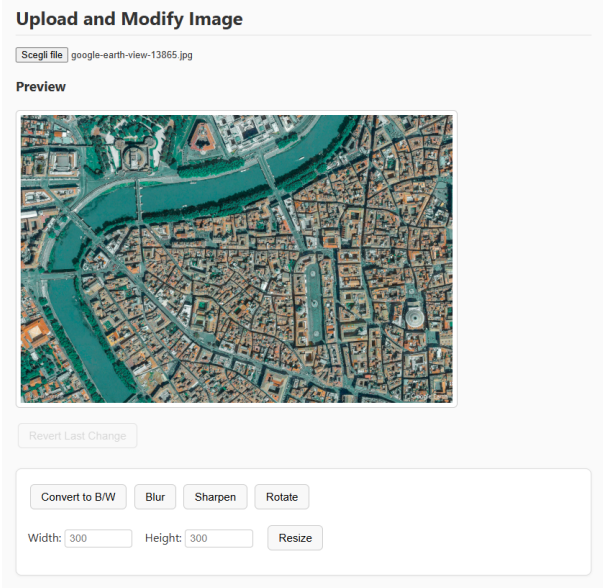 Upload and Modify Image
Scegli file google-earth-view-13865.jpg
Preview
Revert Last Change
Convert to B/W Blur Sharpen Rotate
Width: 300 Height: 300 Resize